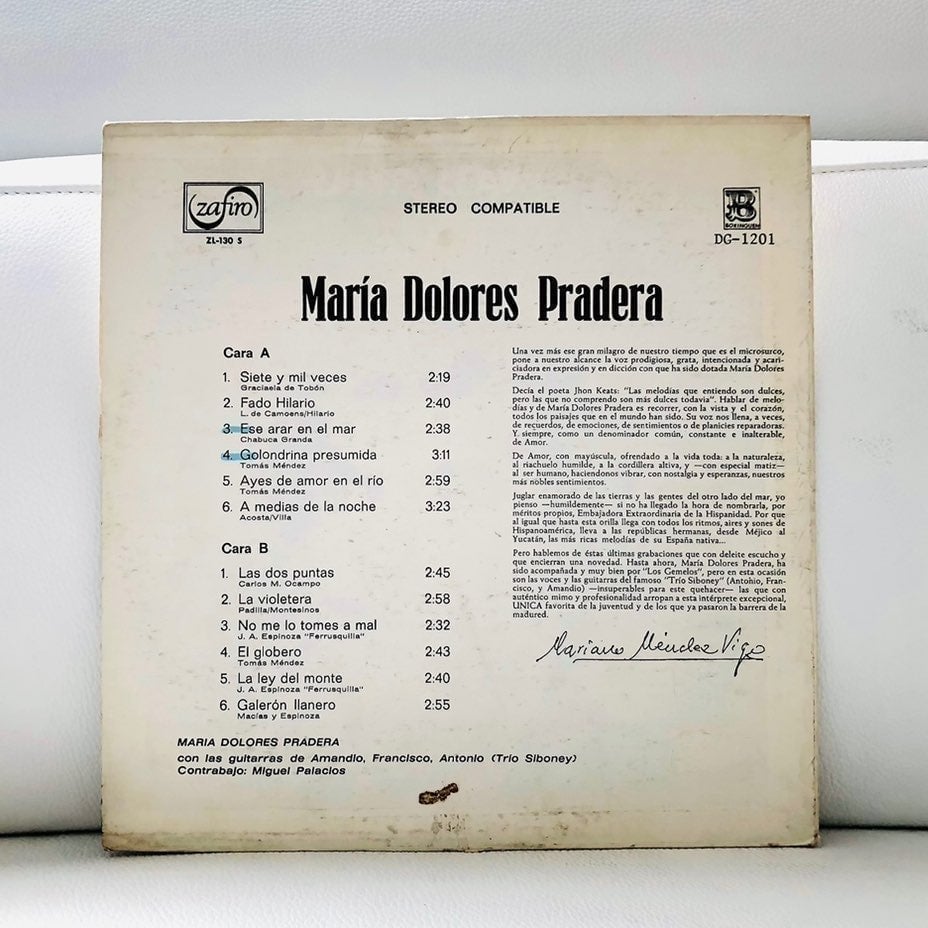 zafiro
ZL-130 S
STEREO COMPATIBLE
B
BORINQUEN
DG-1201
María Dolores Pradera
Cara A
1. Siete y mil veces 2:19
Graciaela de Tobón
2. Fado Hilario 2:40
L. de Camoens/Hilario
3. Ese arar en el mar 2:38
Chabuca Granda
4. Golondrina presumida 3:11
Tomás Méndez
5. Ayes de amor en el río 2:59
Tomás Méndez
6. A medias de la noche 3:23
Acosta/Villa
Cara B
1. Las dos puntas 2:45
Carlos M. Ocampo
2. La violetera 2:58
Padilla/Montesinos
3. No me lo tomes a mal 2:32
J. A. Espinoza "Ferrusquilla"
4. El globero 2:43
Tomás Méndez
5. La ley del monte 2:40
J. A. Espinoza "Ferrusquilla"
6. Galerón llanero 2:55
Macías y Espinoza
Una vez más ese gran milagro de nuestro tiempo que es el microsurco,
pone a nuestro alcance la voz prodigiosa, grata, intencionada y acari-
ciadora en expresión y en dicción con que ha sido dotada María Dolores
Pradera.
Decía el poeta Jhon Keats: "Las melodías que entiendo son dulces,
pero las que no comprendo son más dulces todavía". Hablar de melo-
días y de María Dolores Pradera es recorrer, con la vista y el corazón,
todos los paisajes que en el mundo han sido. Su voz nos llena, a veces,
de recuerdos, de emociones, de sentimientos o de planicies reparadoras.
Y siempre, como un denominador común, constante e inalterable,
de Amor.
De Amor, con mayúscula, ofrendado a la vida toda: a la naturaleza,
al riachuelo humilde, a la cordillera altiva, y —con especial matiz—
al ser humano, haciendonos vibrar, con nostalgia y esperanzas, nuestros
más nobles sentimientos.
Juglar enamorado de las tierras y las gentes del otro lado del mar, yo
pienso —humildemente— si no ha llegado la hora de nombrarla, por
méritos propios, Embajadora Extraordinaria de la Hispanidad. Por que
al igual que hasta esta orilla llega con todos los ritmos, aires y sones de
Hispanoamérica, lleva a las repúblicas hermanas, desde Méjico al
Yucatán, las más ricas melodías de su España nativa...
Pero hablemos de éstas últimas grabaciones que con deleite escucho y
que encierran una novedad. Hasta ahora, María Dolores Pradera, ha
sido acompañada y muy bien por "Los Gemelos", pero en esta ocasión
son las voces y las guitarras del famoso "Trío Siboney" (Antohio, Fran-
cisco, y Amandio) —insuperables para este quehacer— las que con
auténtico mimo y profesionalidad arropan a esta intérprete excepcional,
UNICA favorita de la juventud y de los que ya pasaron la barrera de la
madured.
Mariano Méndez Vigo
MARIA DOLORES PRADERA
con las guitarras de Amandio, Francisco, Antonio (Trío Siboney)
Contrabajo: Miguel Palacios